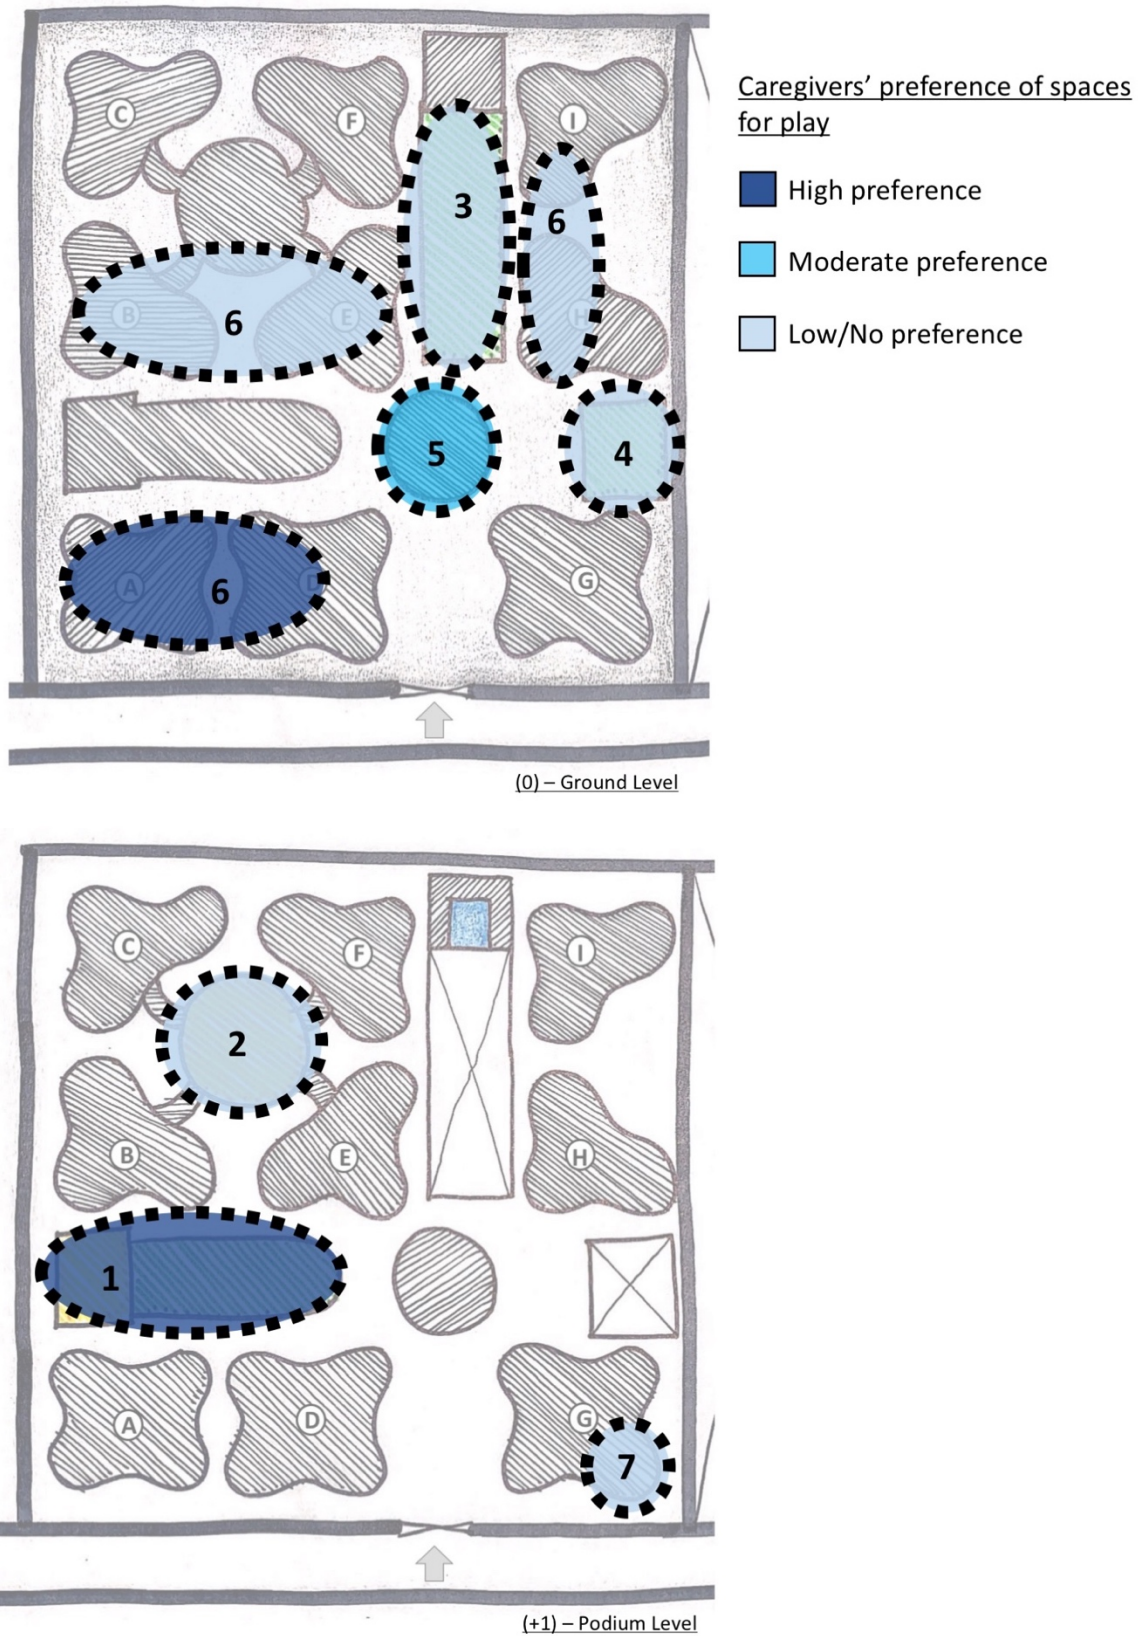 Caregivers’ preference of spaces
for play
High preference
Moderate preference
Low/No preference
C
F
I
3
6
B
6
E
H
5
4
A
6
D
G
(0) – Ground Level
C
F
I
2
B
E
H
1
A
D
G
7
(+1) – Podium Level